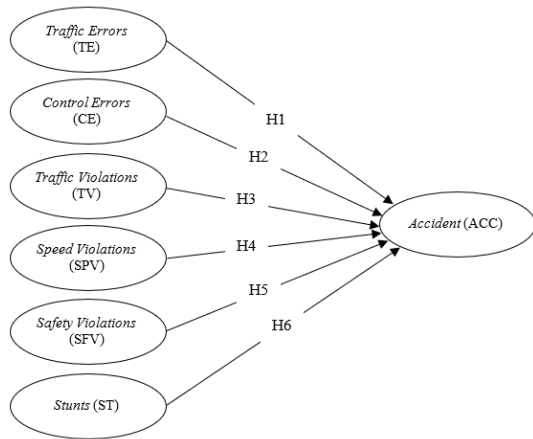 Traffic Errors
(TE)
Control Errors
(CE)
Traffic Violations
(TV)
Speed Violations
(SPV)
Safety Violations
(SFV)
Stunts (ST)
H1
H2
H3
H4
H5
H6
Accident (ACC)